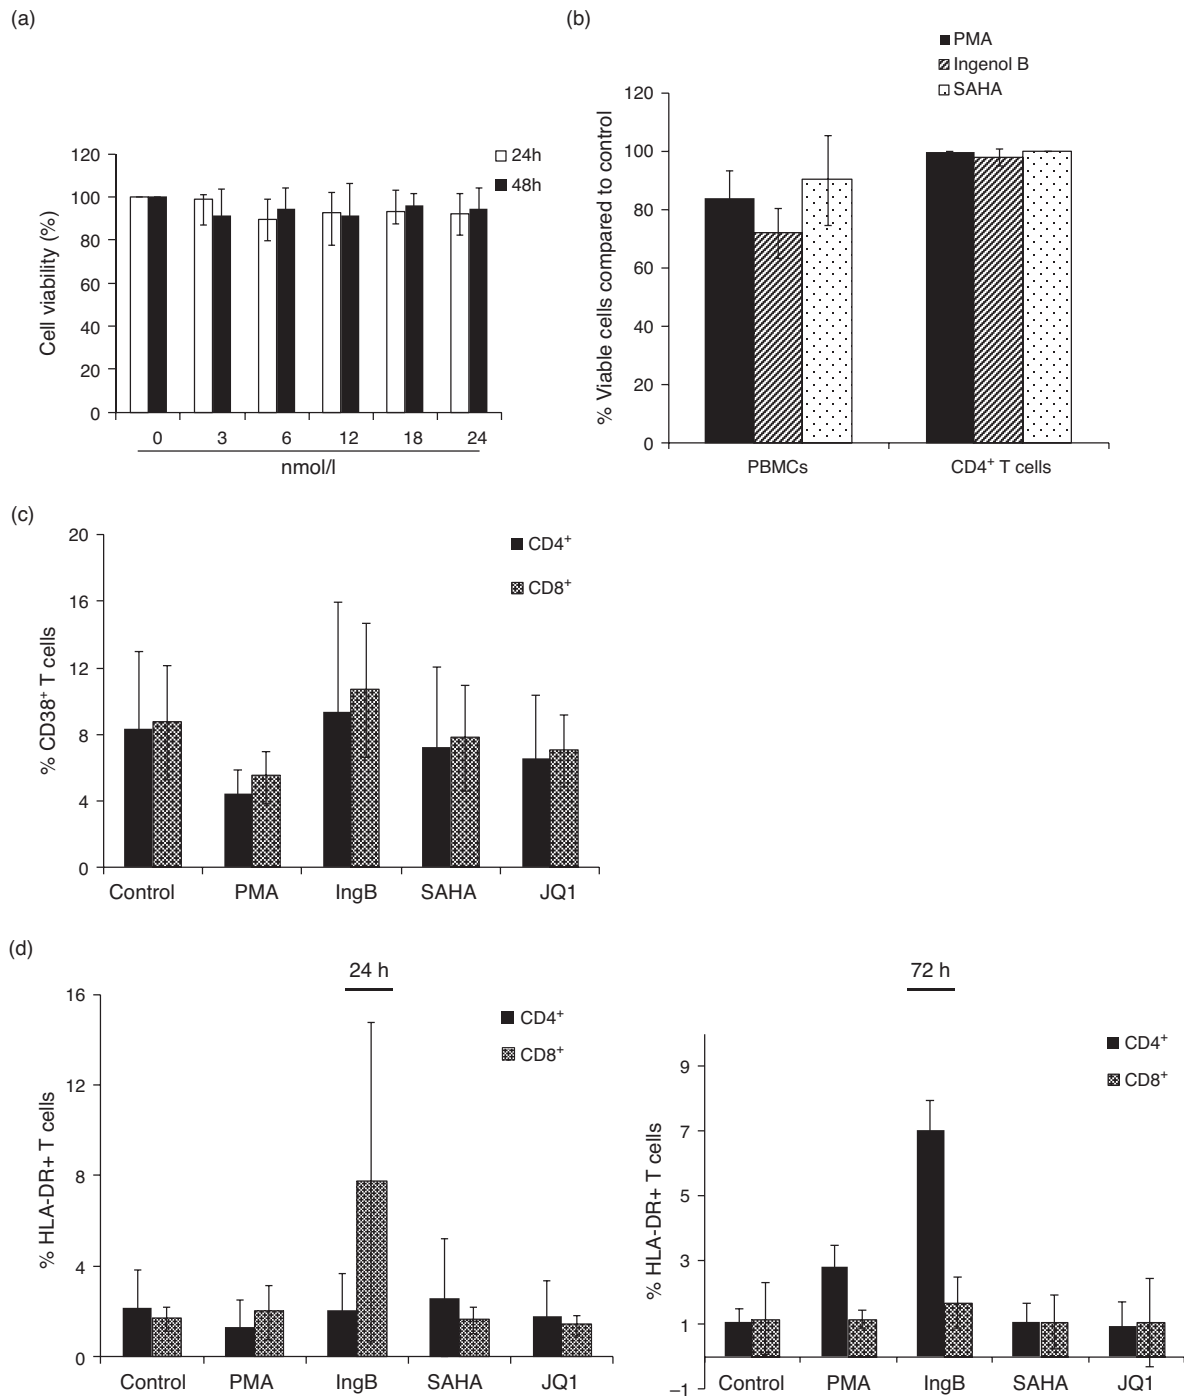 (a)
120
100
80
60
40
20
0
Cell viability (%)
24h
48h
0 3 6 12 18 24
nmol/l
(b)
PMA
Ingenol B
SAHA
120
100
80
60
40
20
0
% Viable cells compared to control
PBMCs CD4+ T cells
(c)
20
16
12
8
4
0
% CD38+ T cells
CD4+
CD8+
Control PMA IngB SAHA JQ1
(d)
24 h
16
12
8
4
0
% HLA-DR+ T cells
CD4+
CD8+
Control PMA IngB SAHA JQ1
72 h
9
7
5
3
1
–1
% HLA-DR+ T cells
CD4+
CD8+
Control PMA IngB SAHA JQ1